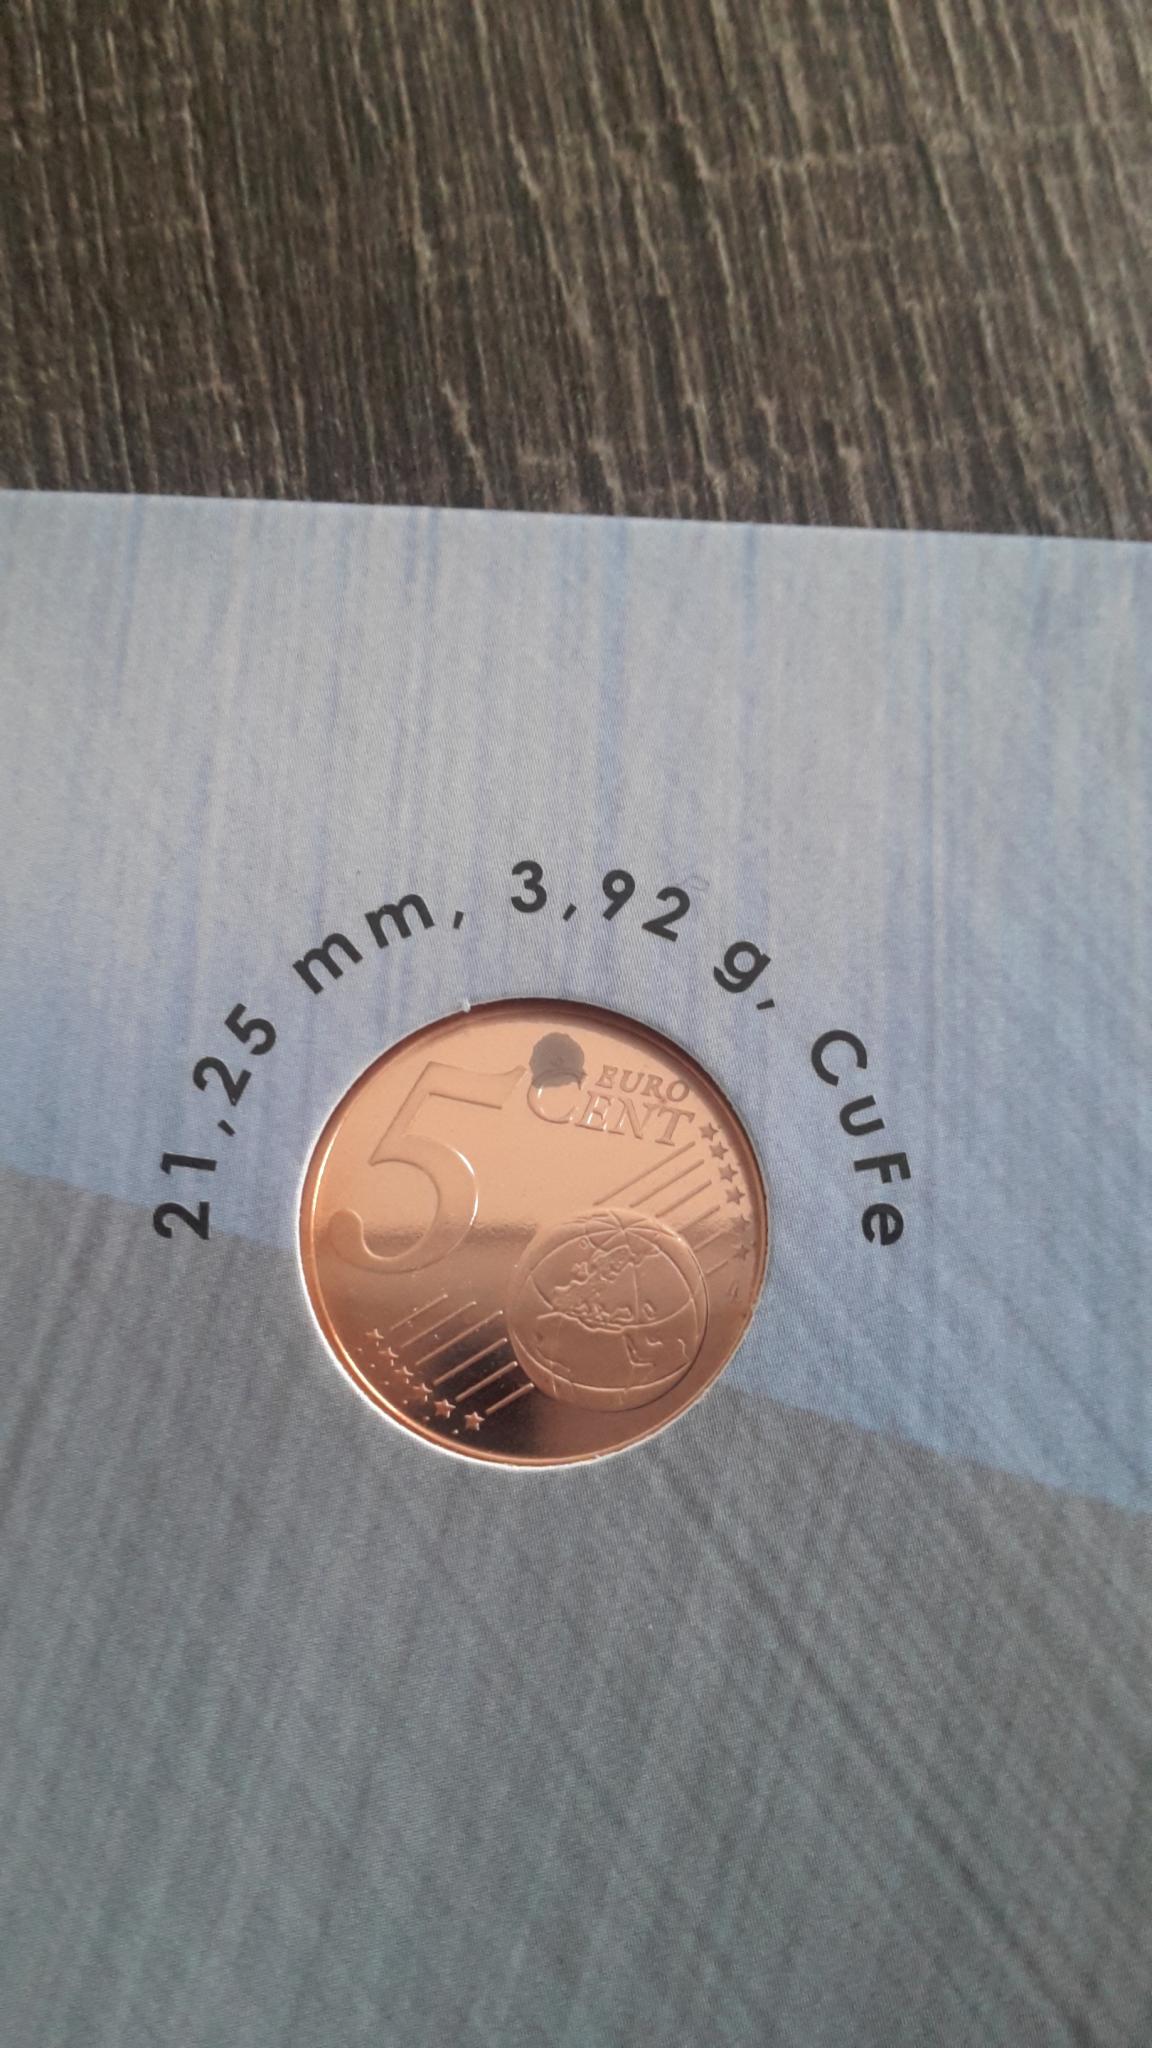 21,25 mm, 3,92 g, CuFe
5 EURO
CENT